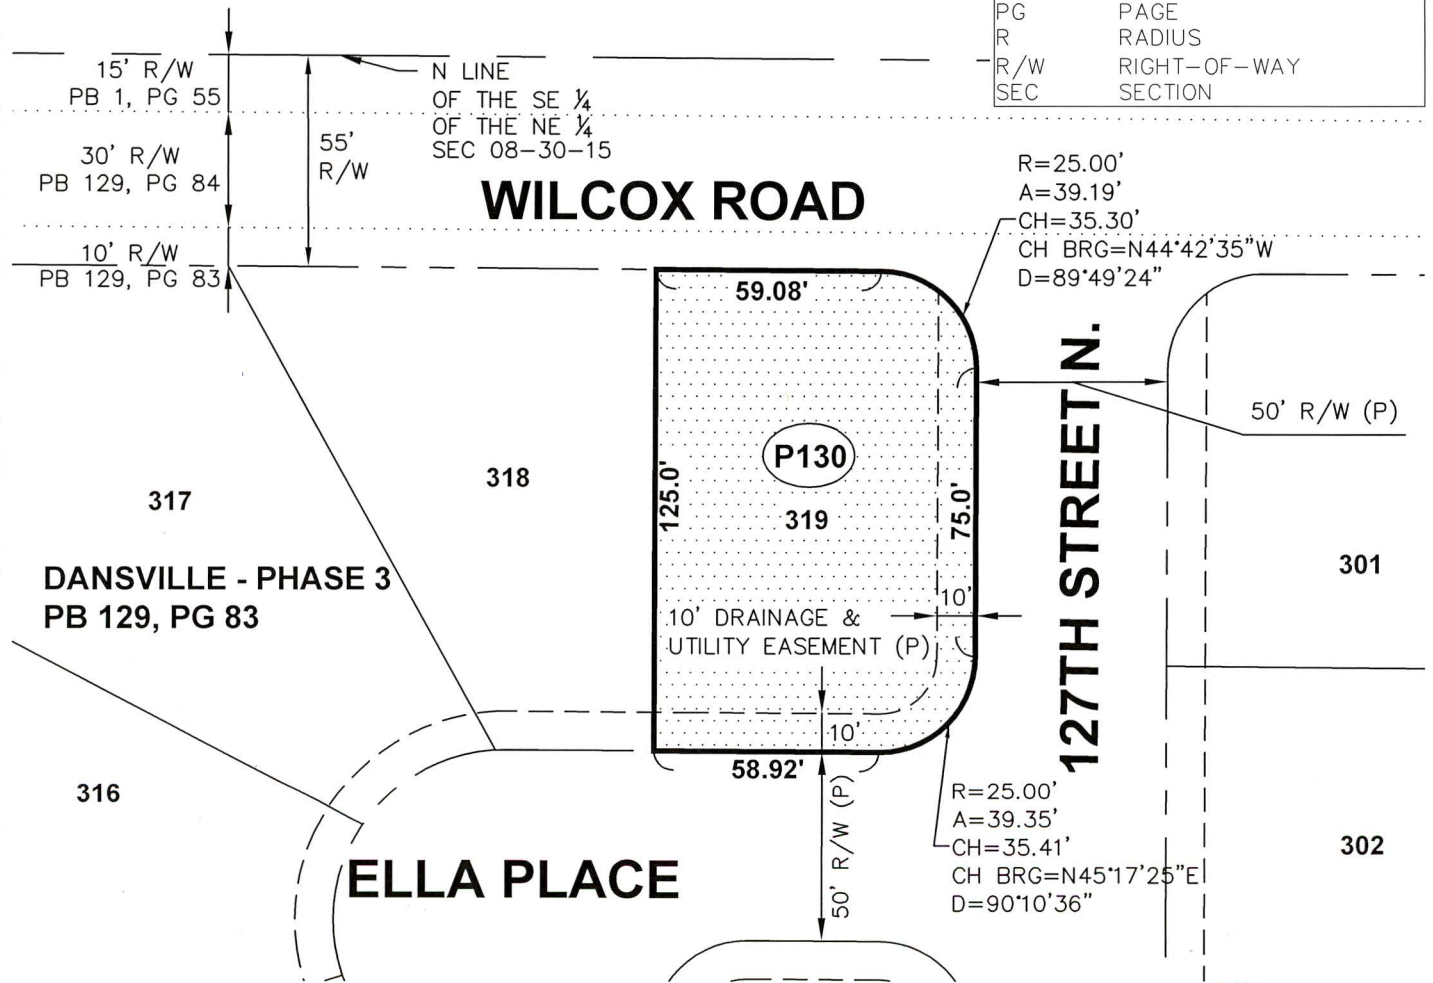 PG PAGE
R RADIUS
R/W RIGHT-OF-WAY
SEC SECTION
15' R/W
PB 1, PG 55
30' R/W
PB 129, PG 84
10' R/W
PB 129, PG 83
55'
R/W
N LINE
OF THE SE ¼
OF THE NE ¼
SEC 08-30-15
WILCOX ROAD
R=25.00'
A=39.19'
CH=35.30'
CH BRG=N44°42'35"W
D=89°49'24"
59.08'
50' R/W (P)
P130
319
125.0'
75.0'
127TH STREET N.
318
317
DANSVILLE - PHASE 3
PB 129, PG 83
301
10' DRAINAGE &
UTILITY EASEMENT (P)
10'
10'
58.92'
316
ELLA PLACE
50' R/W (P)
R=25.00'
A=39.35'
CH=35.41'
CH BRG=N45°17'25"E
D=90°10'36"
302